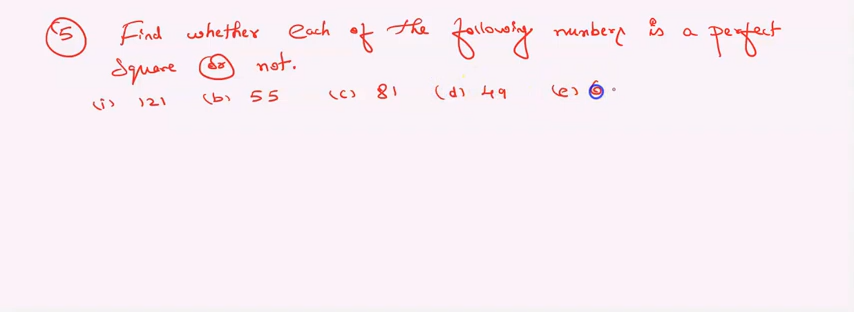 5 Find whether each of the following numbers is a perfect
square or not.
(i) 121 (b) 55 (c) 81 (d) 49 (e) 6